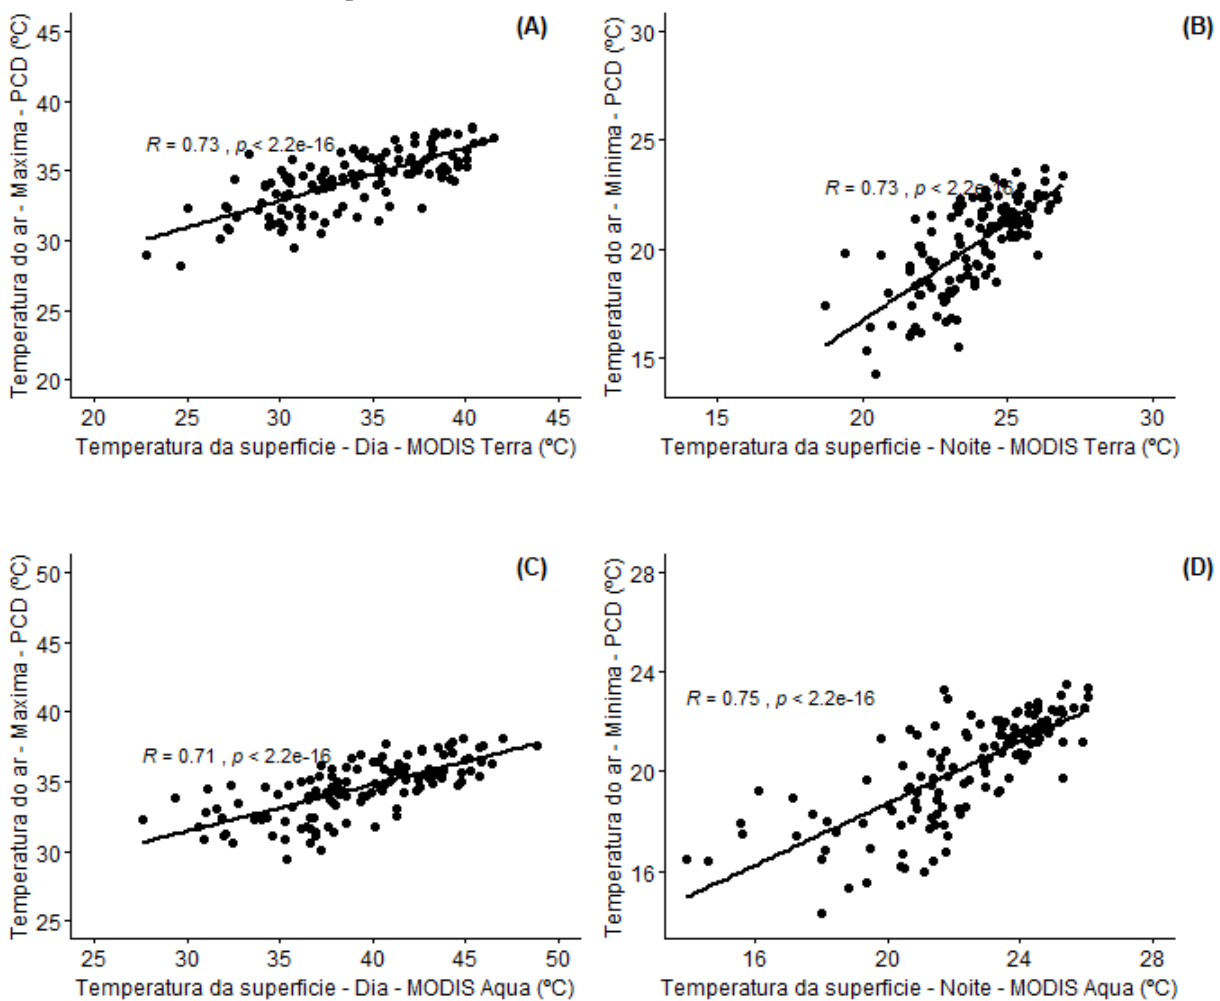 (A)
Temperatura do ar - Maxima - PCD (ºC)
45
40
35
30
25
20
R = 0.73 , p < 2.2e-16
20 25 30 35 40 45
Temperatura da superficie - Dia - MODIS Terra (ºC)
(B)
Temperatura do ar - Minima - PCD (ºC)
30
25
20
15
R = 0.73 , p < 2.2e-16
15 20 25 30
Temperatura da superficie - Noite - MODIS Terra (ºC)
(C)
Temperatura do ar - Maxima - PCD (ºC)
50
45
40
35
30
25
R = 0.71 , p < 2.2e-16
25 30 35 40 45 50
Temperatura da superficie - Dia - MODIS Aqua (ºC)
(D)
Temperatura do ar - Minima - PCD (ºC)
28
24
20
16
R = 0.75 , p < 2.2e-16
16 20 24 28
Temperatura da superficie - Noite - MODIS Aqua (ºC)